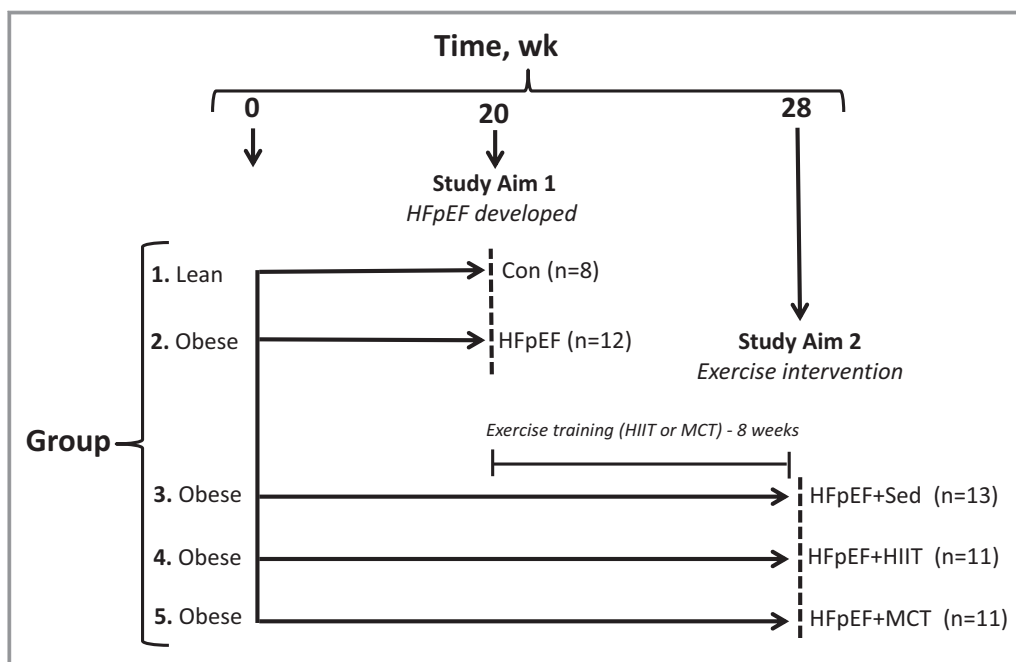 Time, wk
0 20 28
Study Aim 1
HFpEF developed
1. Lean Con (n=8)
2. Obese HFpEF (n=12)
Study Aim 2
Exercise intervention
Exercise training (HIIT or MCT) - 8 weeks
Group
3. Obese HFpEF+Sed (n=13)
4. Obese HFpEF+HIIT (n=11)
5. Obese HFpEF+MCT (n=11)